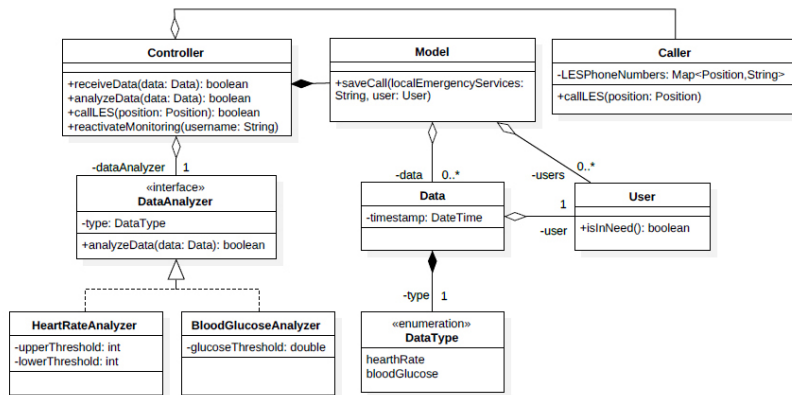 Controller
+receiveData(data: Data): boolean
+analyzeData(data: Data): boolean
+callLES(position: Position): boolean
+reactivateMonitoring(username: String)
Model
+saveCall(localEmergencyServices:
String, user: User)
Caller
-LESPhoneNumbers: Map<Position,String>
+callLES(position: Position)
-dataAnalyzer
1
-data
0..*
-users
0..*
«interface»
DataAnalyzer
-type: DataType
+analyzeData(data: Data): boolean
Data
-timestamp: DateTime
1
-user
User
+isInNeed(): boolean
-type
1
HeartRateAnalyzer
-upperThreshold: int
-lowerThreshold: int
BloodGlucoseAnalyzer
-glucoseThreshold: double
«enumeration»
DataType
hearthRate
bloodGlucose